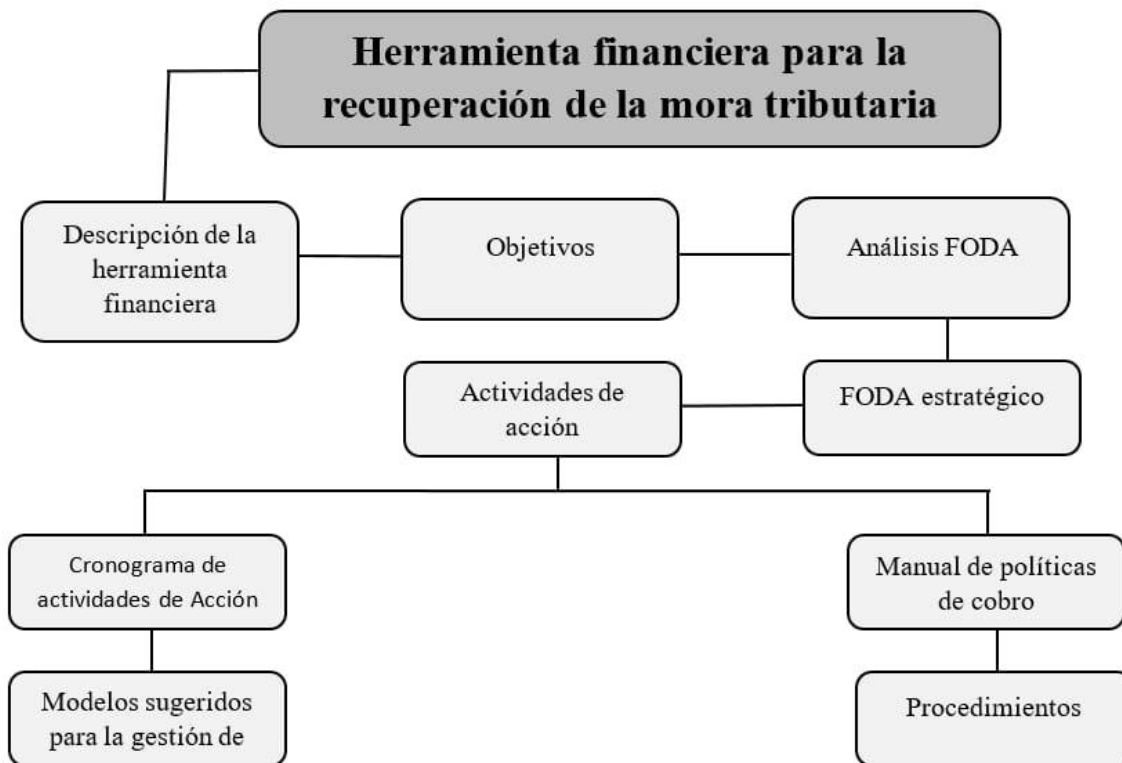 Herramienta financiera para la
recuperación de la mora tributaria
Descripción de la
herramienta
financiera
Objetivos
Análisis FODA
Actividades de
acción
FODA estratégico
Cronograma de
actividades de Acción
Manual de políticas
de cobro
Modelos sugeridos
para la gestión de
Procedimientos